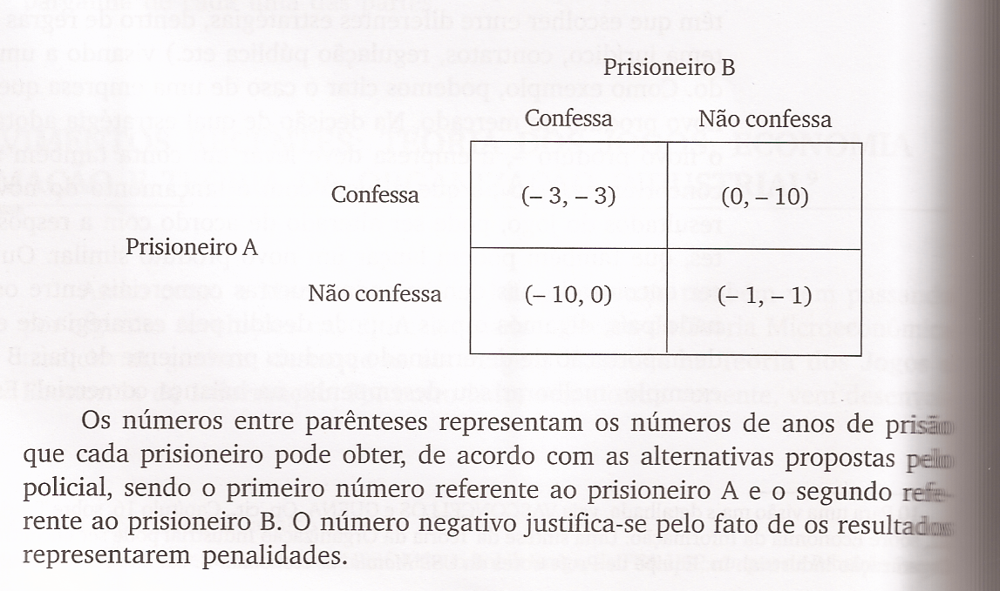 Prisioneiro B
Confessa Não confessa
Confessa (– 3, – 3) (0, – 10)
Prisioneiro A
Não confessa (– 10, 0) (– 1, – 1)
Os números entre parênteses representam os números de anos de prisão
que cada prisioneiro pode obter, de acordo com as alternativas propostas pelo
policial, sendo o primeiro número referente ao prisioneiro A e o segundo refe-
rente ao prisioneiro B. O número negativo justifica-se pelo fato de os resultados
representarem penalidades.